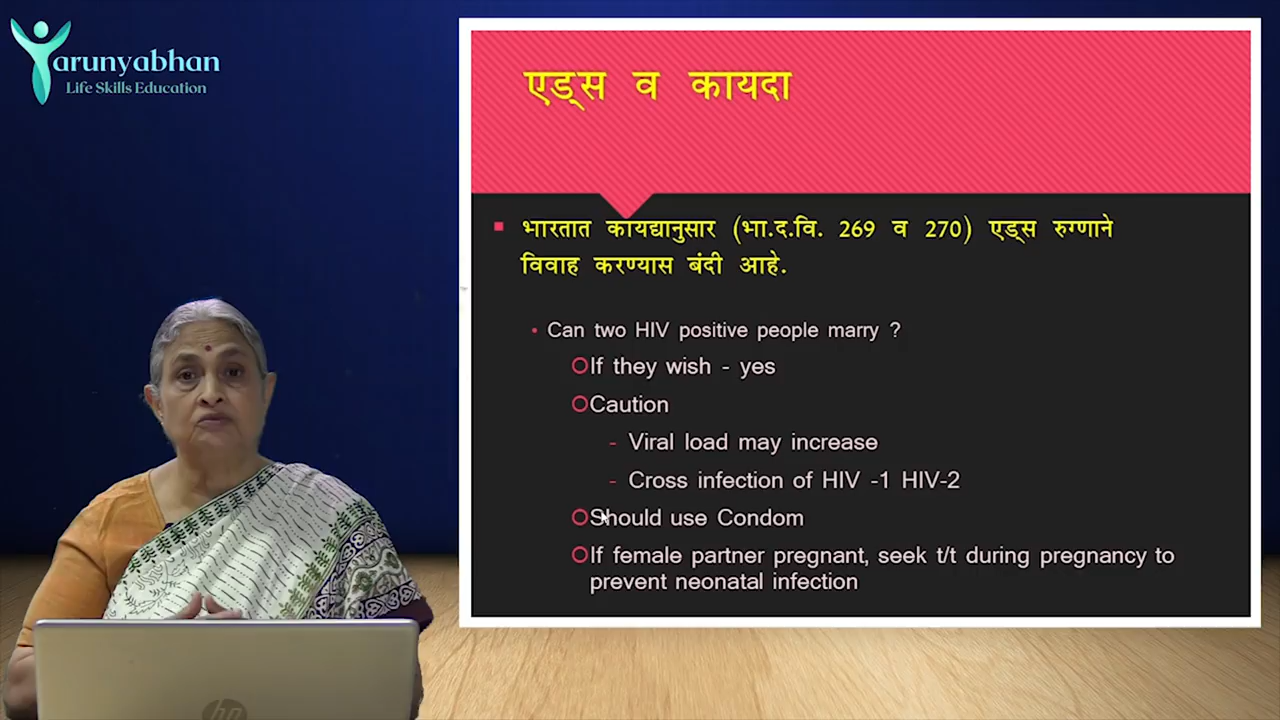 arunyabhan
Life Skills Education
एड्स व कायदा
भारतात कायद्यानुसार (भा.द.वि. 269 व 270) एड्स रुग्णाने
विवाह करण्यास बंदी आहे.
Can two HIV positive people marry ?
If they wish - yes
Caution
- Viral load may increase
- Cross infection of HIV -1 HIV-2
Should use Condom
If female partner pregnant, seek t/t during pregnancy to
prevent neonatal infection
hp